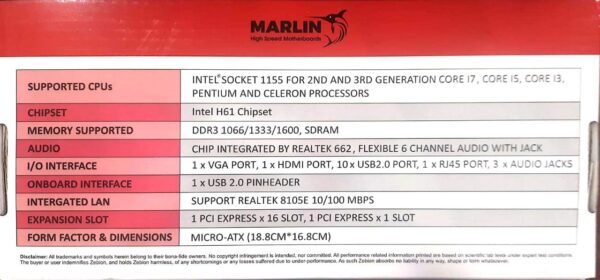 MARLIN
High Speed Motherboards
SUPPORTED CPUs
INTEL® SOCKET 1155 FOR 2ND AND 3RD GENERATION CORE I7, CORE I5, CORE I3,
PENTIUM AND CELERON PROCESSORS
CHIPSET
Intel H61 Chipset
MEMORY SUPPORTED
DDR3 1066/1333/1600, SDRAM
AUDIO
CHIP INTEGRATED BY REALTEK 662, FLEXIBLE 6 CHANNEL AUDIO WITH JACK
I/O INTERFACE
1 x VGA PORT, 1 x HDMI PORT, 10 x USB2.0 PORT, 1 x RJ45 PORT, 3 x AUDIO JACKS
ONBOARD INTERFACE
1 x USB 2.0 PINHEADER
INTERGATED LAN
SUPPORT REALTEK 8105E 10/100 MBPS
EXPANSION SLOT
1 PCI EXPRESS x 16 SLOT, 1 PCI EXPRESS x 1 SLOT
FORM FACTOR & DIMENSIONS
MICRO-ATX (18.8CM*16.8CM)
Disclaimer: All trademarks and symbols herein belong to their bona-fide owners. No copyright infringement is intended, nor committed. All performance related information printed are based on scientific lab tests under expert test conditions.
The buyer or user indemnifies Zebion, and holds Zebion harmless, of any shortcomings or any losses suffered due to under-performance. As such Zebion absorbs no liability in any way, shape or form whatsoever.